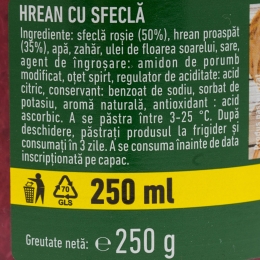 HREAN CU SFECLĂ
Ingrediente: sfeclă roșie (50%), hrean proaspăt
(35%), apă, zahăr, ulei de floarea soarelui, sare,
agent de îngroșare: amidon de porumb
modificat, oțet spirt, regulator de aciditate: acid
citric, conservant: benzoat de sodiu, sorbat de
potasiu, aromă naturală, antioxidant : acid
ascorbic. A se păstra între 3-25 °C. După
deschidere, păstrați produsul la frigider și
consumați în 3 zile. A se consuma înainte de data
inscripționată pe capac.
70
GLS
250 ml
Greutate netă: ℮ 250 g